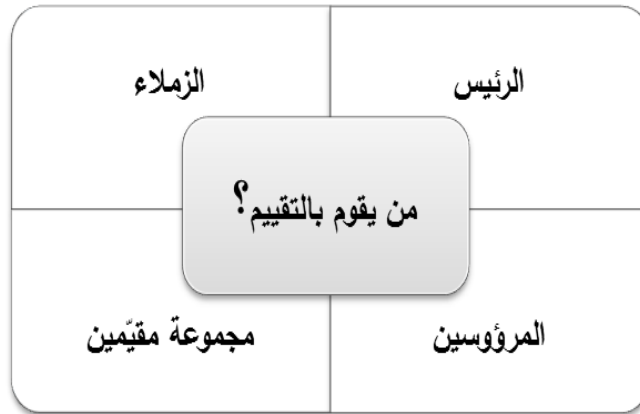 الرئيس
الزملاء
من يقوم بالتقييم؟
المرؤوسين
مجموعة مقيّمين